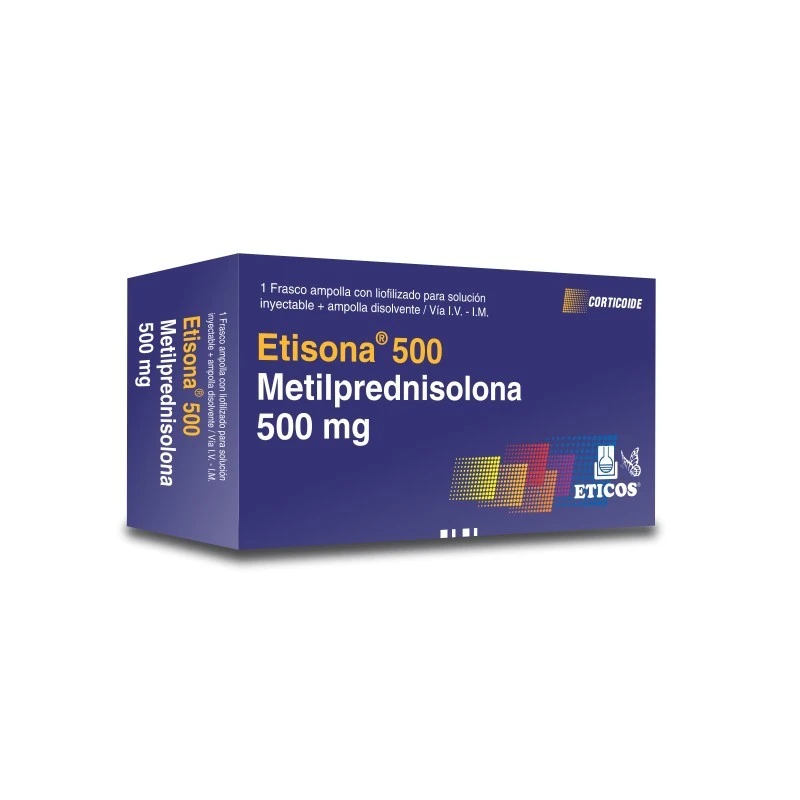 1 Frasco ampolla con liofilizado para solución
inyectable + ampolla disolvente / Vía I.V. - I.M.
Etisona® 500
Metilprednisolona
500 mg
CORTICOIDE
ETICOS®
1 Frasco ampolla con liofilizado para solución
inyectable + ampolla disolvente / Vía I.V. - I.M.
Etisona® 500
Metilprednisolona
500 mg